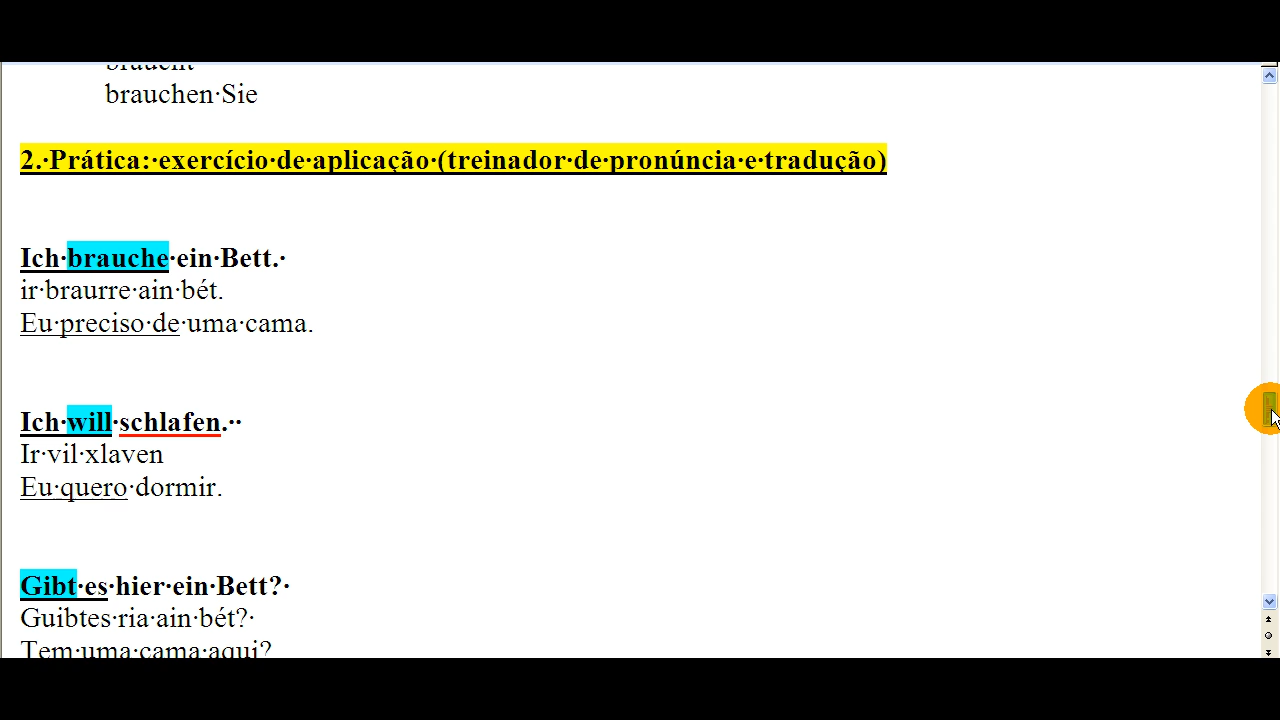 braucht
brauchen Sie
2. Prática: exercício de aplicação (treinador de pronúncia e tradução)
Ich brauche ein Bett.
ir braurre ain bét.
Eu preciso de uma cama.
Ich will schlafen.
Ir vil xlaven
Eu quero dormir.
Gibt es hier ein Bett?
Guibtes ria ain bét?
Tem uma cama aqui?